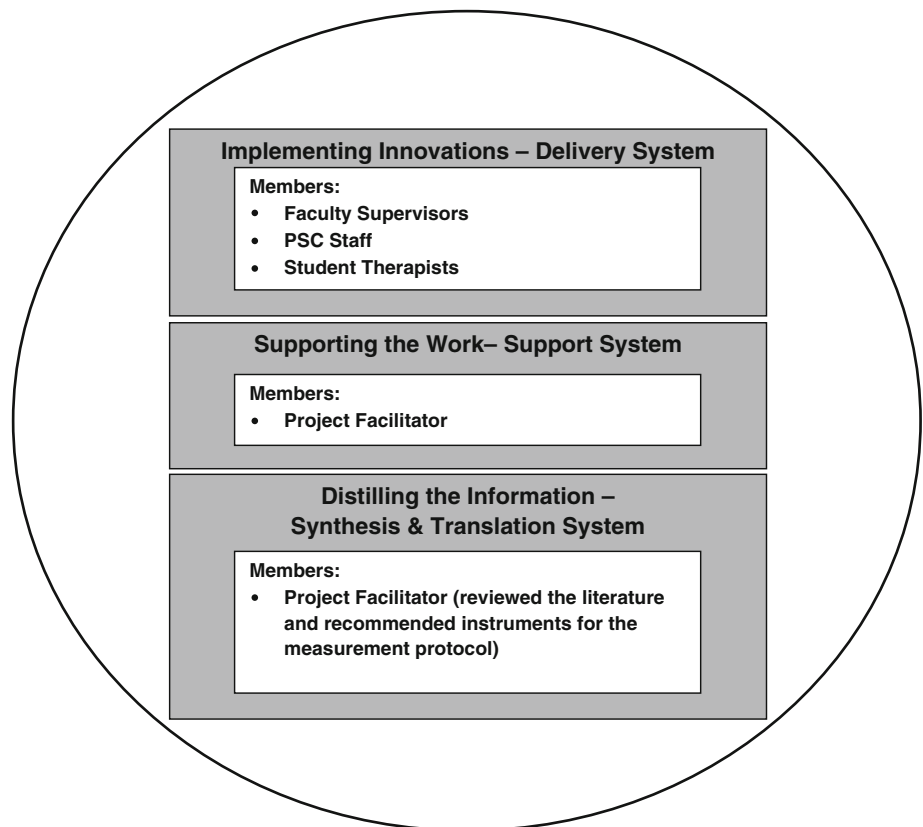 Implementing Innovations – Delivery System
Members:
• Faculty Supervisors
• PSC Staff
• Student Therapists
Supporting the Work– Support System
Members:
• Project Facilitator
Distilling the Information –
Synthesis & Translation System
Members:
• Project Facilitator (reviewed the literature
and recommended instruments for the
measurement protocol)